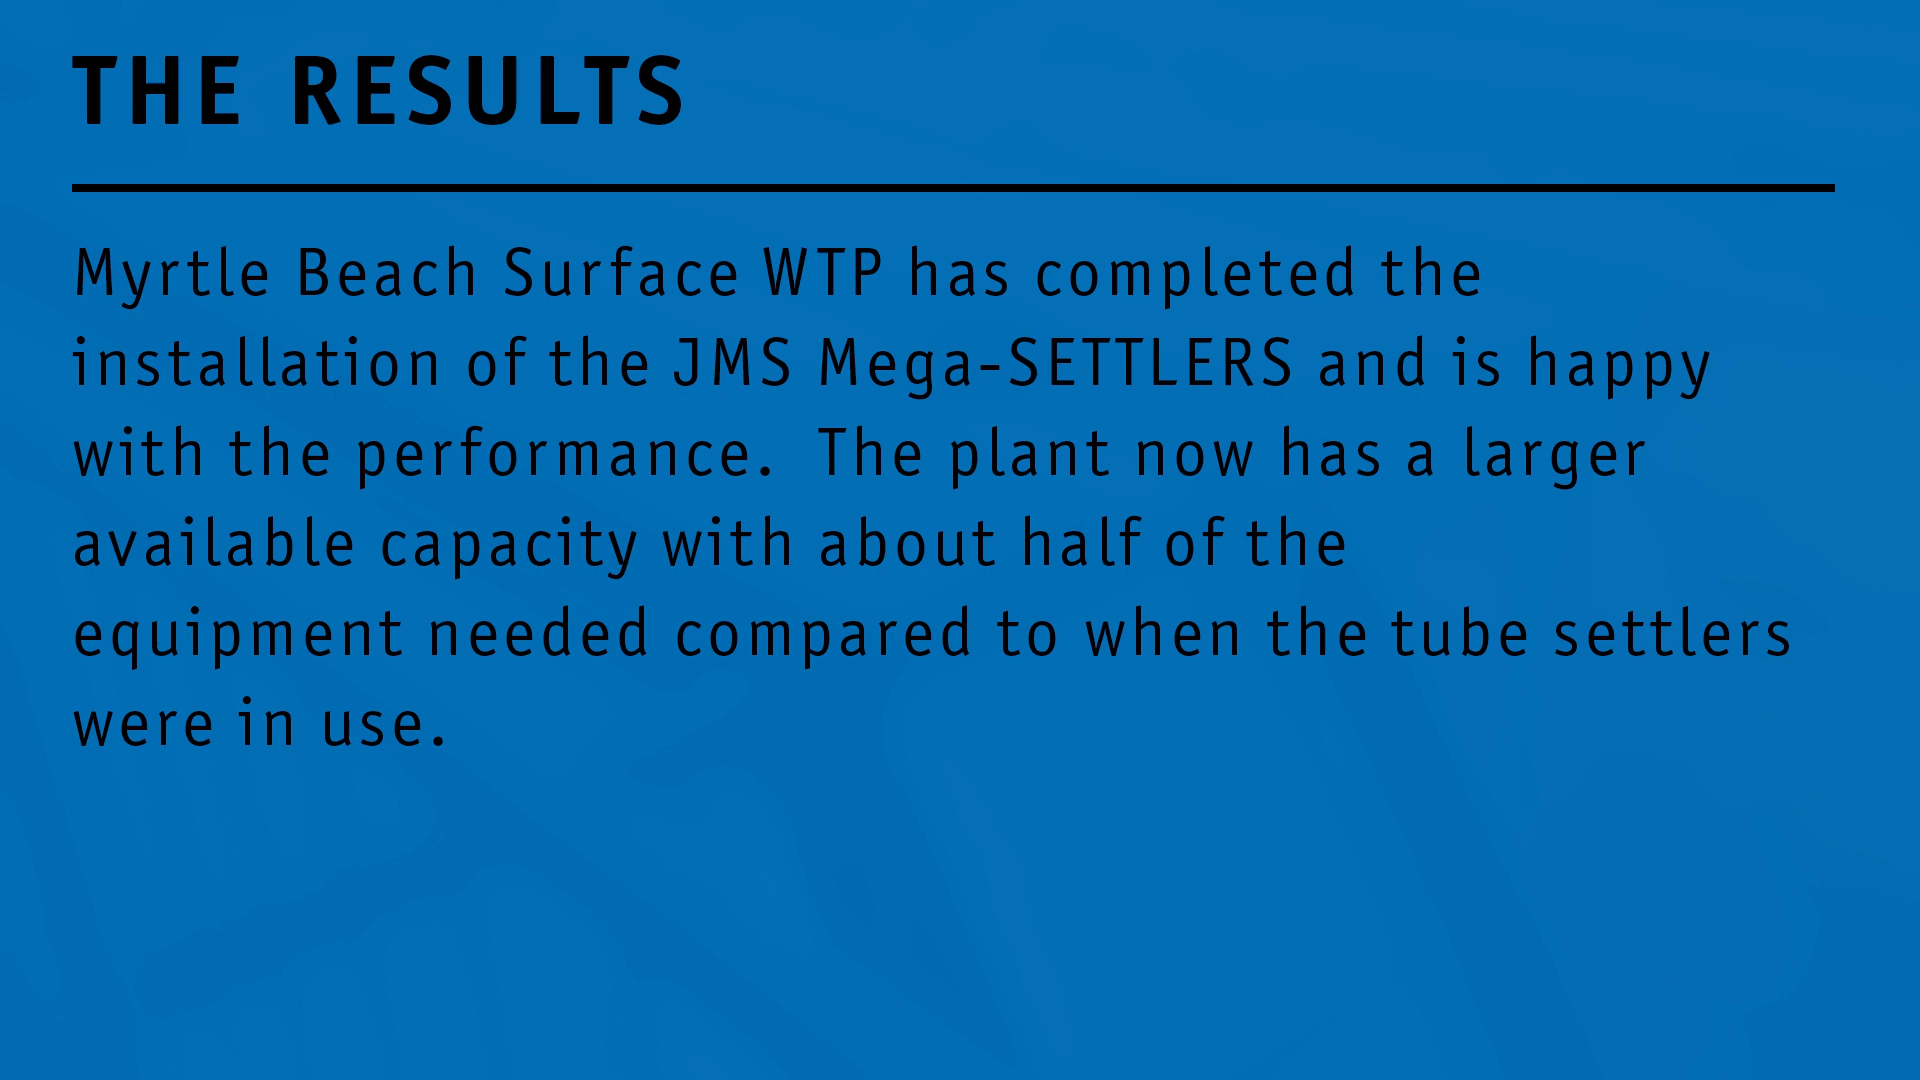 THE RESULTS
Myrtle Beach Surface WTP has completed the
installation of the JMS Mega-SETTLERS and is happy
with the performance.  The plant now has a larger
available capacity with about half of the
equipment needed compared to when the tube settlers
were in use.